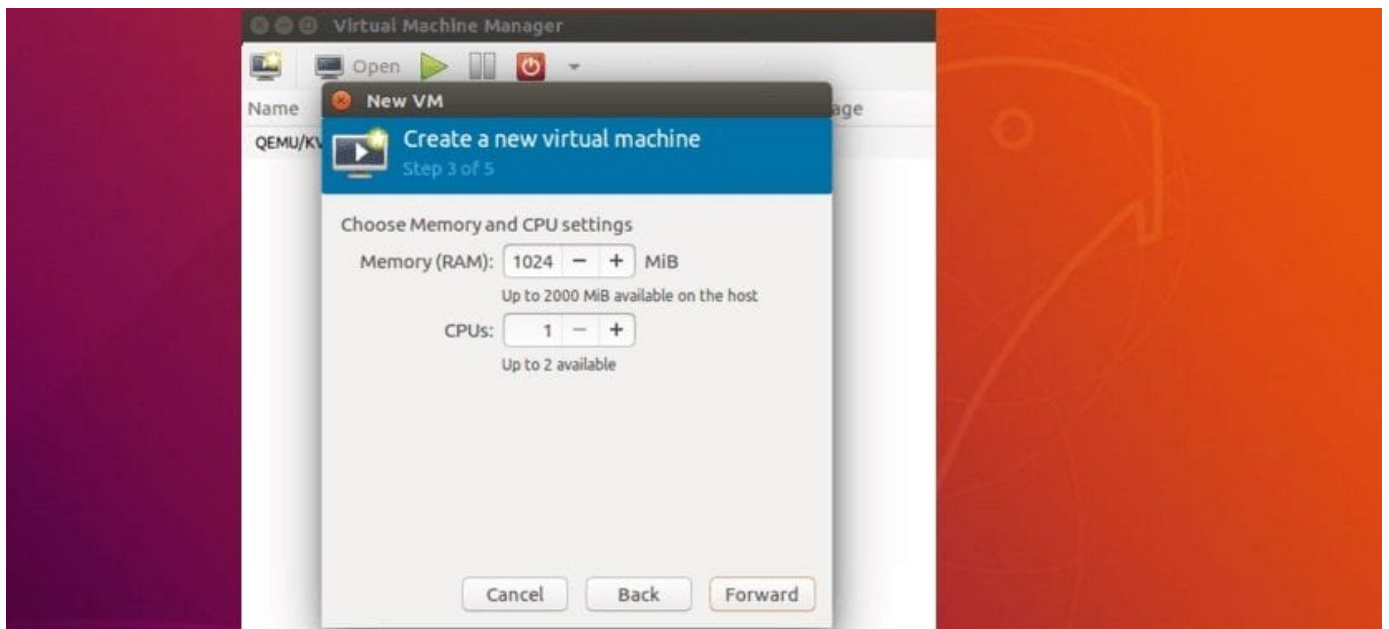 Virtual Machine Manager
Open
Name
age
QEMU/KV
New VM
Create a new virtual machine
Step 3 of 5
Choose Memory and CPU settings
Memory (RAM): 1024 − + MiB
Up to 2000 MiB available on the host
CPUs: 1 − +
Up to 2 available
Cancel Back Forward